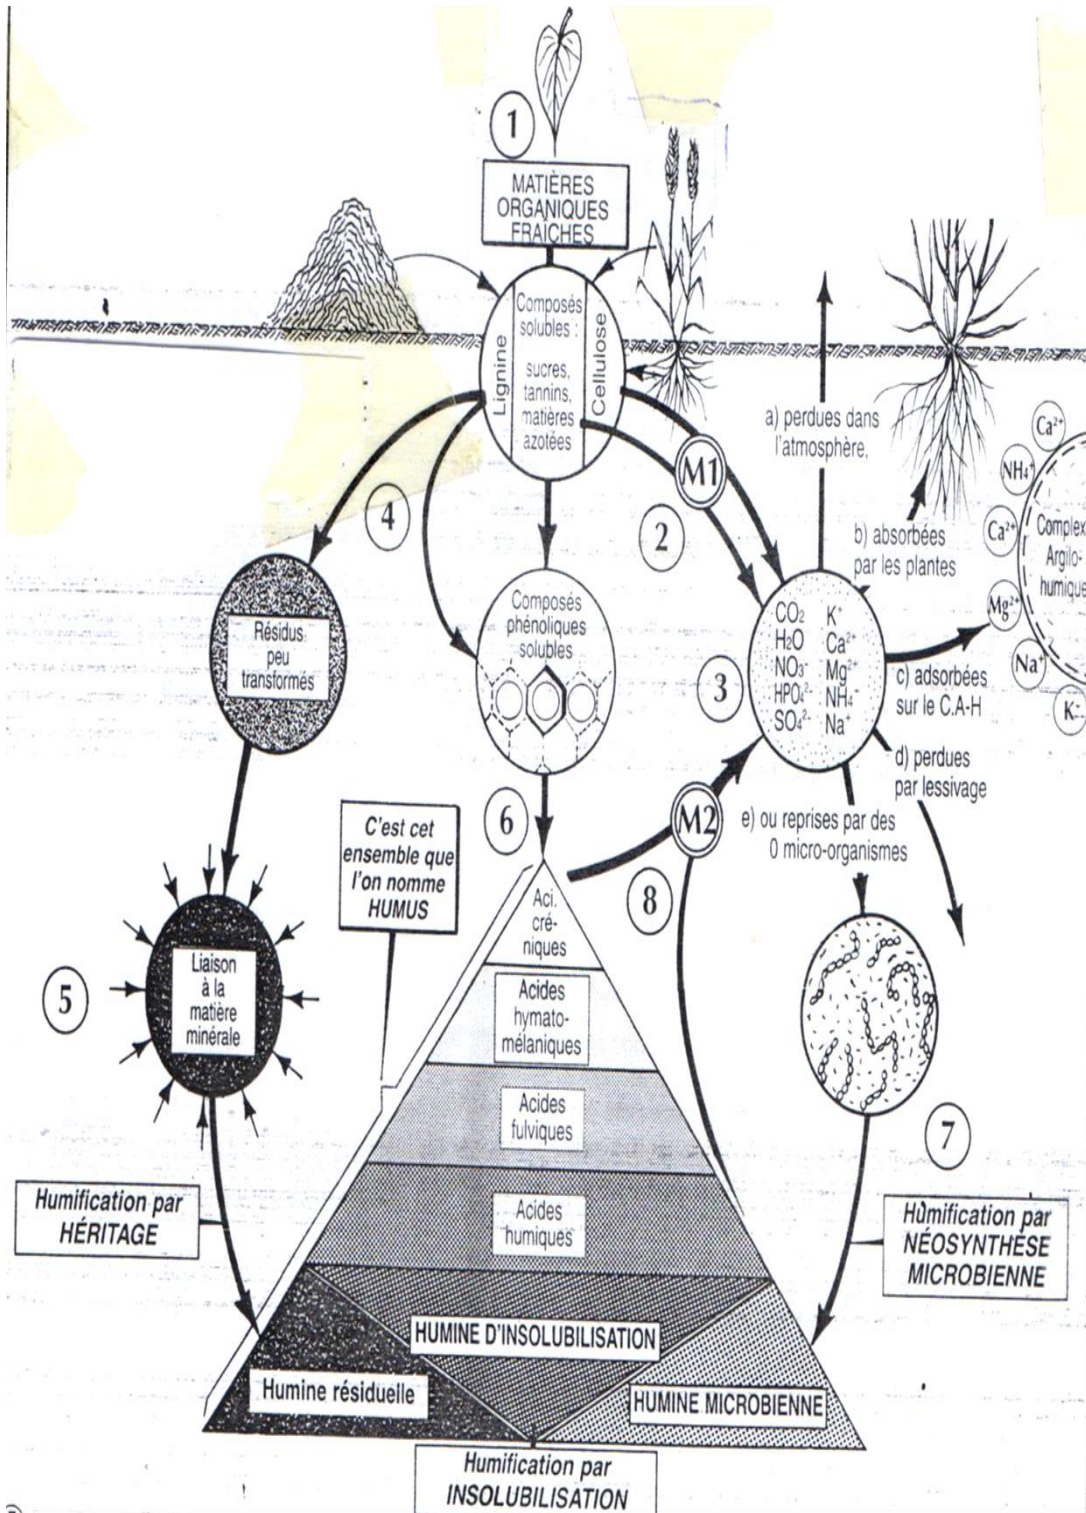 1
MATIÈRES
ORGANIQUES
FRAÎCHES
Lignine
Composés
solubles :
sucres,
tannins,
matières
azotées
Cellulose
M1
2
4
a) perdues dans
l'atmosphère.
b) absorbées
par les plantes
Ca²⁺
NH₄⁺
Ca²⁺
Mg²⁺
Na⁺
K⁺
Complex
Argilo-
humique
Résidus
peu
transformés
Composés
phénoliques
solubles
3
CO₂ K⁺
H₂O Ca²⁺
NO₃⁻ Mg²⁺
HPO₄²⁻ NH₄⁻
SO₄²⁻ Na⁺
c) adsorbées
sur le C.A-H
d) perdues
par lessivage
e) ou reprises par des
0 micro-organismes
M2
6
8
C'est cet
ensemble que
l'on nomme
HUMUS
5
Liaison
à la
matière
minérale
Aci.
cré-
niques
Acides
hymato-
mélaniques
Acides
fulviques
Acides
humiques
7
Humification par
HÉRITAGE
Humification par
NÉOSYNTHÈSE
MICROBIENNE
HUMINE D'INSOLUBILISATION
Humine résiduelle
HUMINE MICROBIENNE
Humification par
INSOLUBILISATION